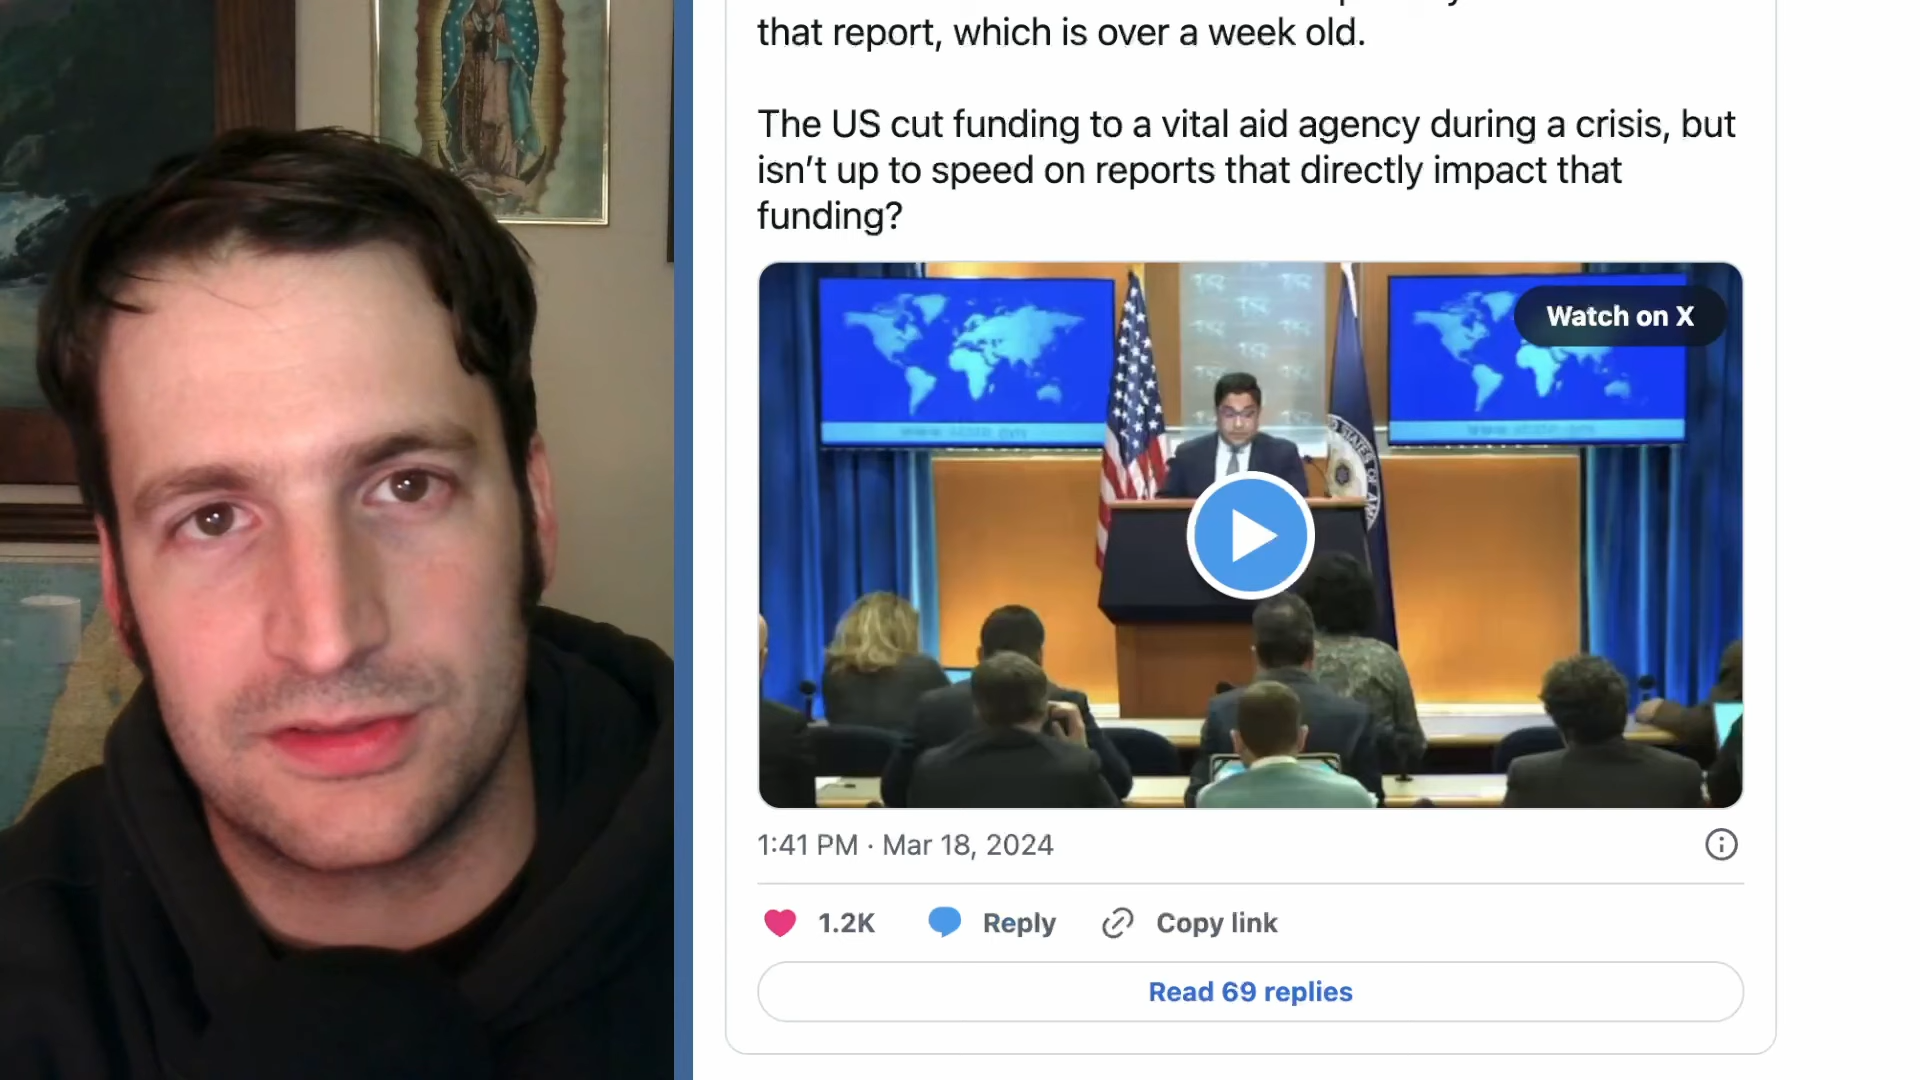 that report, which is over a week old.
The US cut funding to a vital aid agency during a crisis, but
isn't up to speed on reports that directly impact that
funding?
Watch on X
1:41 PM · Mar 18, 2024
1.2K Reply Copy link
Read 69 replies